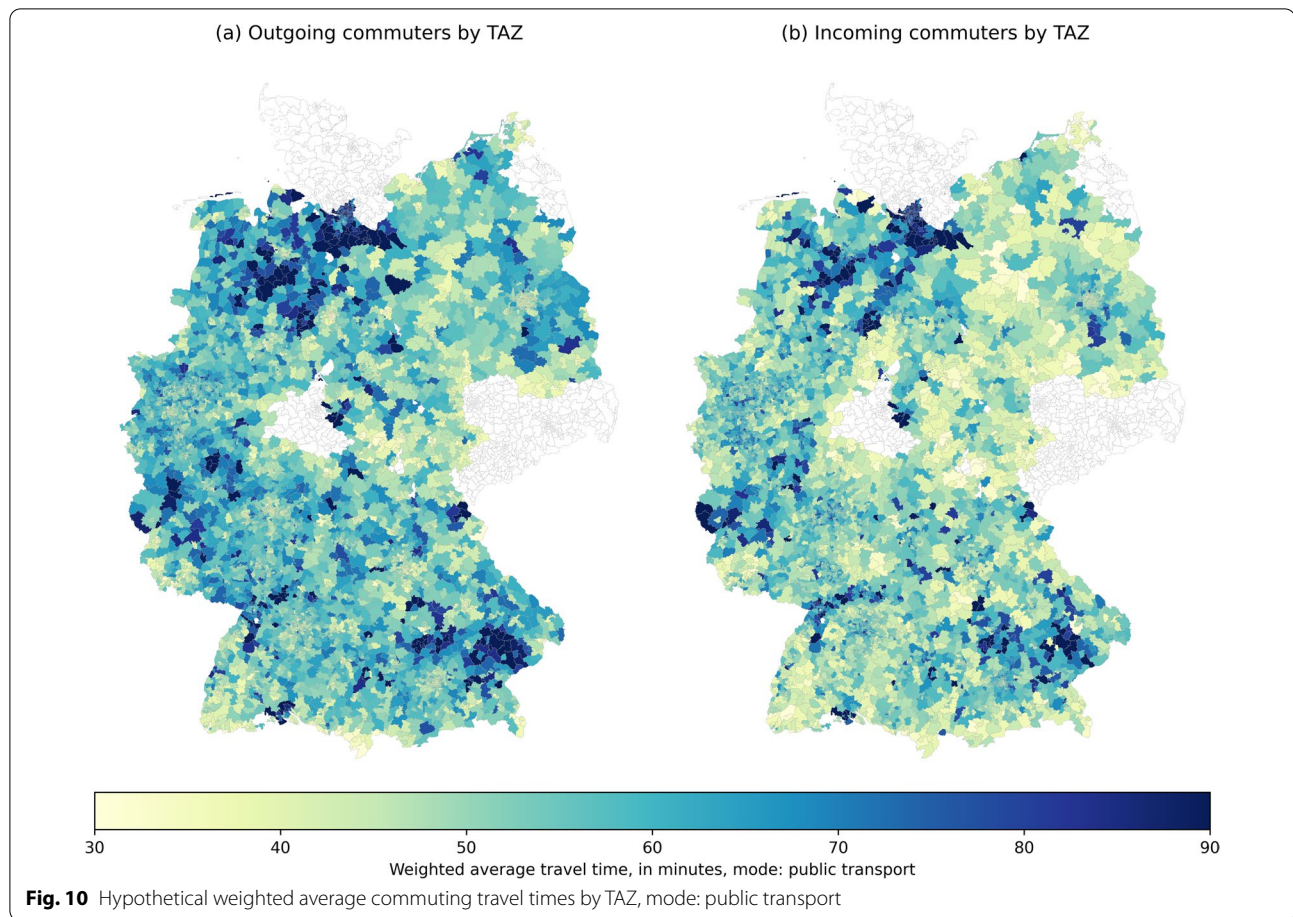 (a) Outgoing commuters by TAZ
(b) Incoming commuters by TAZ
30 40 50 60 70 80 90
Weighted average travel time, in minutes, mode: public transport
Fig. 10 Hypothetical weighted average commuting travel times by TAZ, mode: public transport